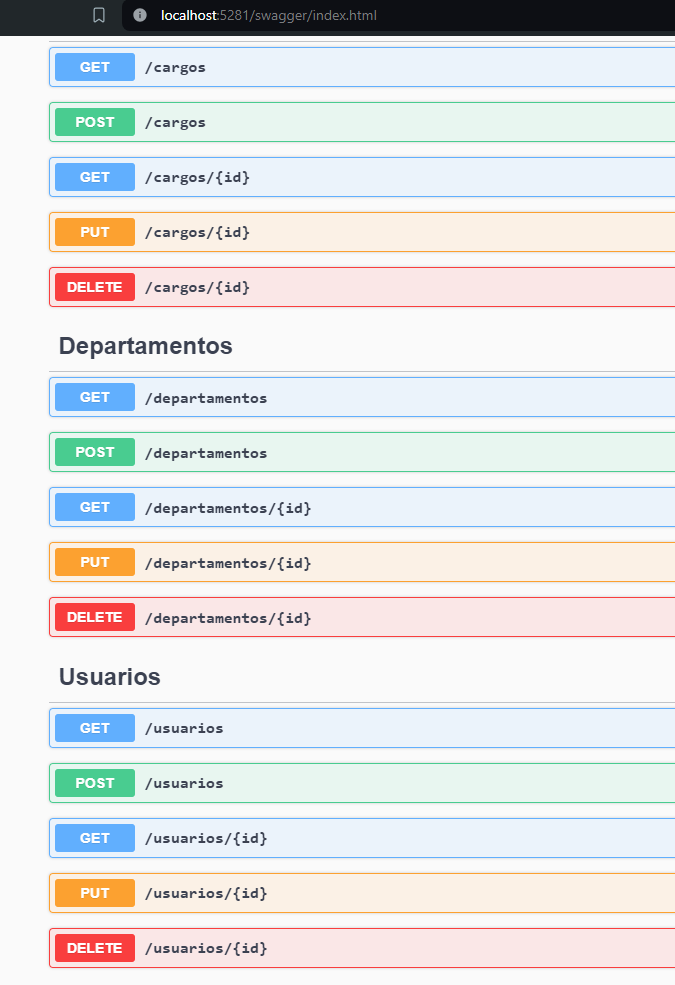 localhost:5281/swagger/index.html
GET /cargos
POST /cargos
GET /cargos/{id}
PUT /cargos/{id}
DELETE /cargos/{id}
Departamentos
GET /departamentos
POST /departamentos
GET /departamentos/{id}
PUT /departamentos/{id}
DELETE /departamentos/{id}
Usuarios
GET /usuarios
POST /usuarios
GET /usuarios/{id}
PUT /usuarios/{id}
DELETE /usuarios/{id}